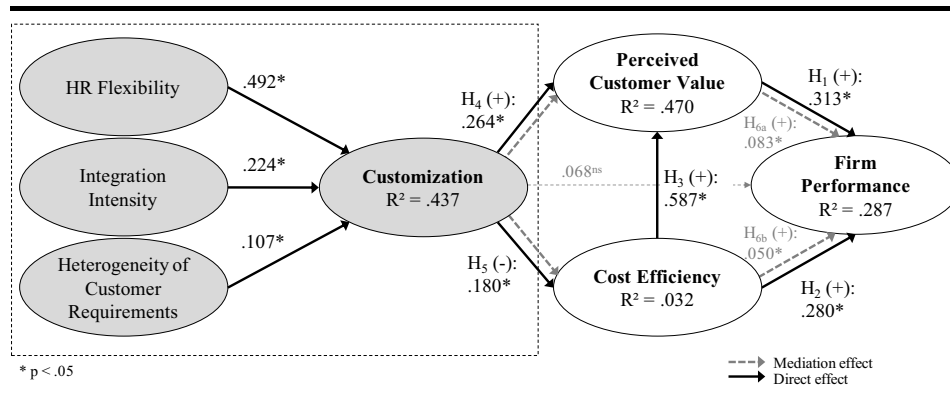 HR Flexibility
.492*
Integration
Intensity
.224*
Heterogeneity of
Customer
Requirements
.107*
Customization
R² = .437
H₄ (+):
.264*
H₅ (-):
.180*
.068ⁿˢ
Perceived
Customer Value
R² = .470
H₃ (+):
.587*
Cost Efficiency
R² = .032
H₁ (+):
.313*
H₆ₐ (+):
.083*
Firm
Performance
R² = .287
H₆b (+):
.050*
H₂ (+):
.280*
* p < .05
Mediation effect
Direct effect